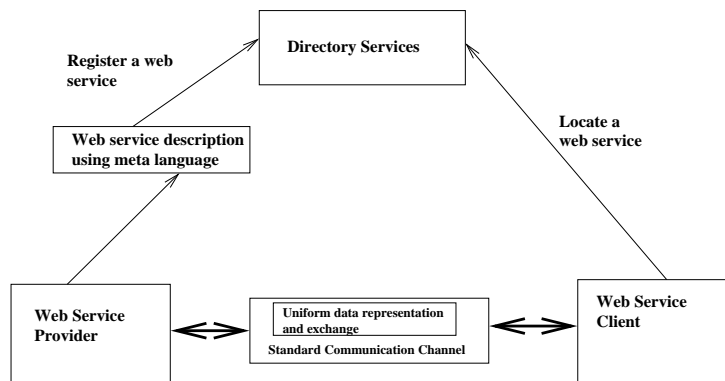 Directory Services
Register a web
service
Locate a
web service
Web service description
using meta language
Web Service
Provider
Uniform data representation
and exchange
Standard Communication Channel
Web Service
Client